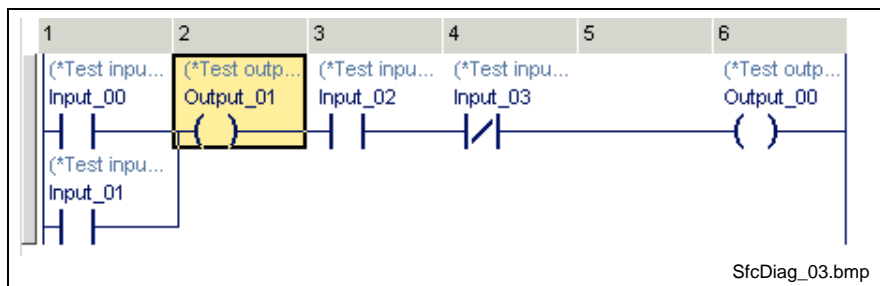 1 2 3 4 5 6
(*Test inpu... (*Test outp... (*Test inpu... (*Test inpu... (*Test outp...
Input_00 Output_01 Input_02 Input_03 Output_00
(*Test inpu...
Input_01
SfcDiag_03.bmp